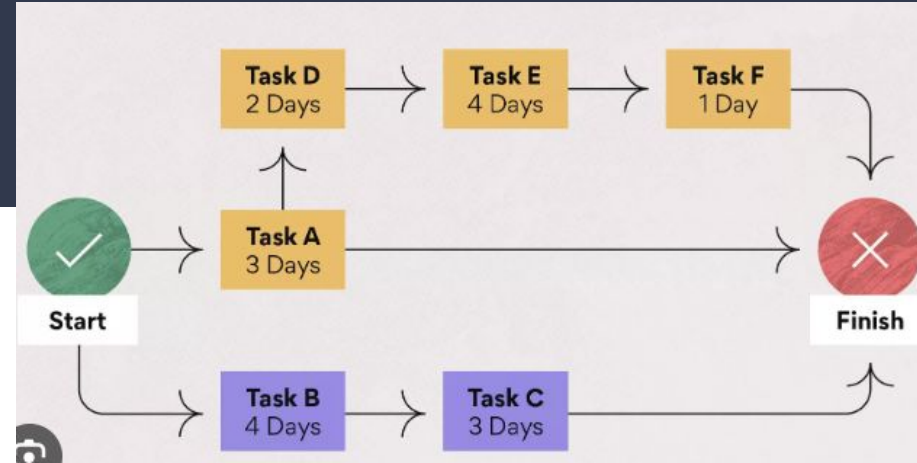 Task D
2 Days
Task E
4 Days
Task F
1 Day
Task A
3 Days
Start
Finish
Task B
4 Days
Task C
3 Days